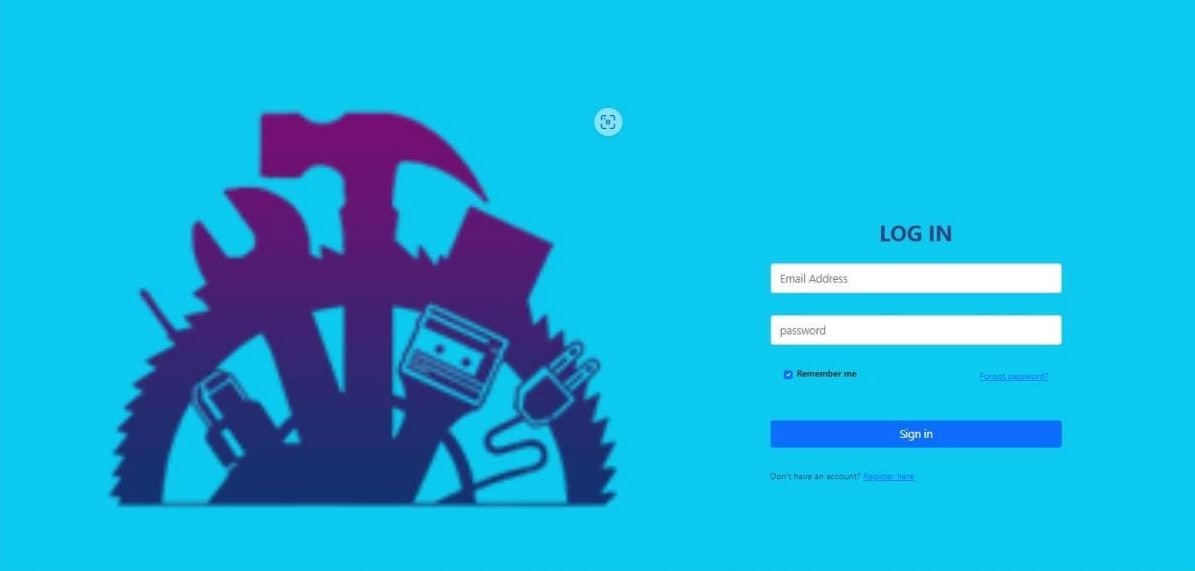 LOG IN
Email Address
password
Remember me Forgot password?
Sign in
Don't have an account? Register here